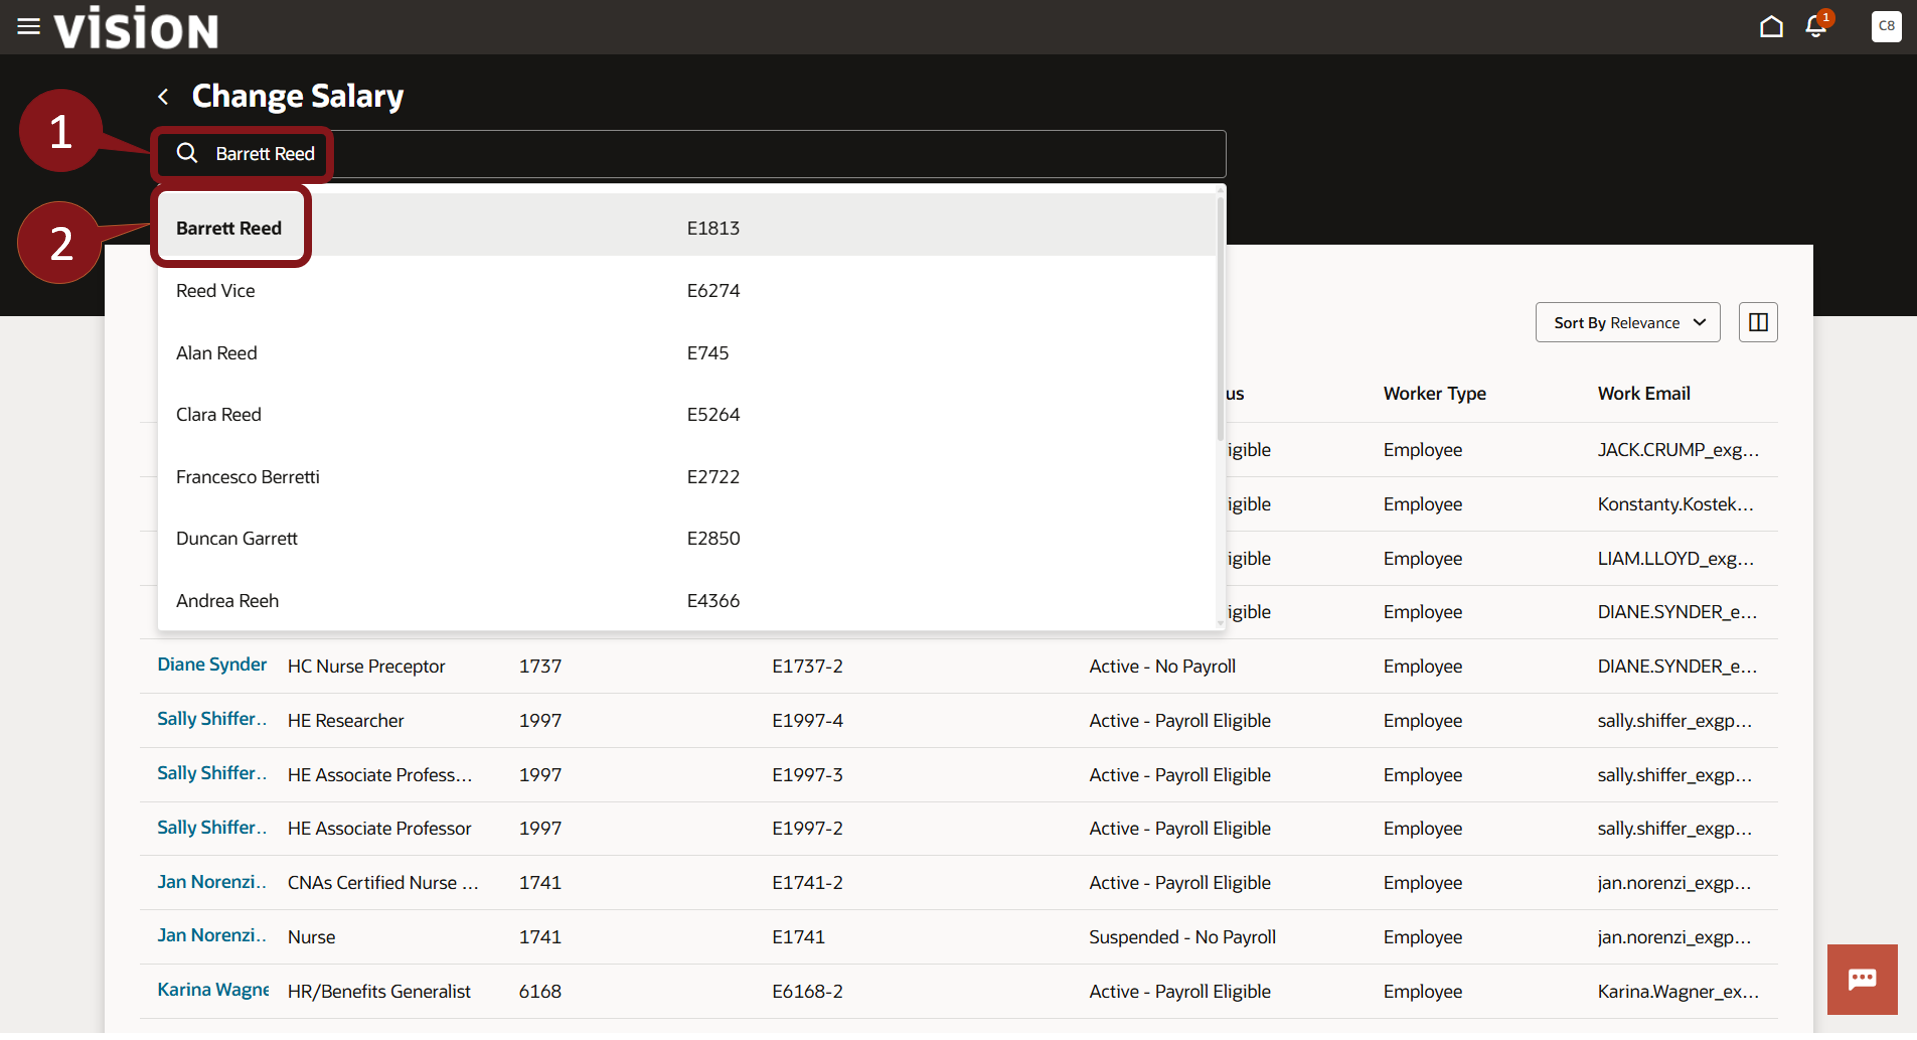 VISION
1
C8
Change Salary
1
Barrett Reed
2
Barrett Reed E1813
Reed Vice E6274
Alan Reed E745
Clara Reed E5264
Francesco Berretti E2722
Duncan Garrett E2850
Andrea Reeh E4366
Sort By Relevance
us Worker Type Work Email
igible Employee JACK.CRUMP_exg...
igible Employee Konstanty.Kostek...
igible Employee LIAM.LLOYD_exg...
igible Employee DIANE.SYNDER_e...
Diane Synder HC Nurse Preceptor 1737 E1737-2 Active - No Payroll Employee DIANE.SYNDER_e...
Sally Shiffer.. HE Researcher 1997 E1997-4 Active - Payroll Eligible Employee sally.shiffer_exgp...
Sally Shiffer.. HE Associate Profess... 1997 E1997-3 Active - Payroll Eligible Employee sally.shiffer_exgp...
Sally Shiffer.. HE Associate Professor 1997 E1997-2 Active - Payroll Eligible Employee sally.shiffer_exgp...
Jan Norenzi.. CNAs Certified Nurse ... 1741 E1741-2 Active - Payroll Eligible Employee jan.norenzi_exgp...
Jan Norenzi.. Nurse 1741 E1741 Suspended - No Payroll Employee jan.norenzi_exgp...
Karina Wagne HR/Benefits Generalist 6168 E6168-2 Active - Payroll Eligible Employee Karina.Wagner_ex...